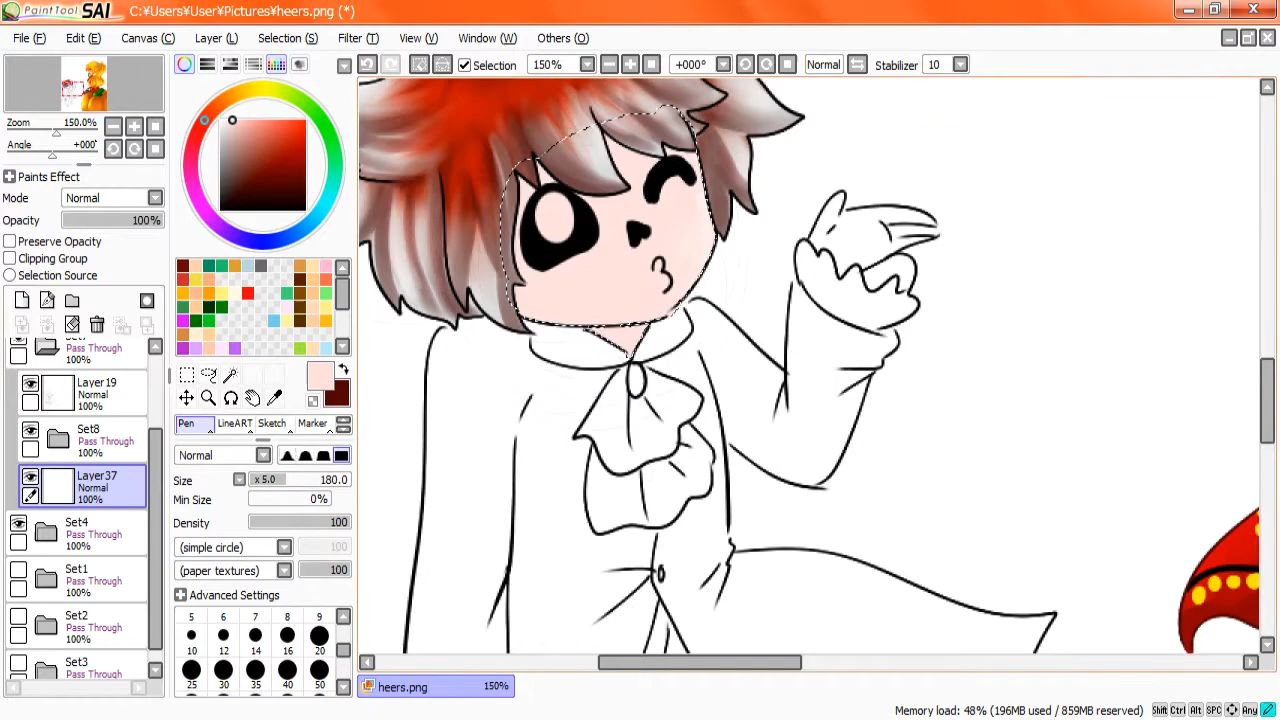 PaintTool SAI C:¥Users¥User¥Pictures¥heers.png (*)
File (F) Edit (E) Canvas (C) Layer (L) Selection (S) Filter (T) View (V) Window (W) Others (O)
Selection 150% +000° Normal Stabilizer 10
Zoom 150.0%
Angle +000°
Paints Effect
Mode Normal
Opacity 100%
Preserve Opacity
Clipping Group
Selection Source
Pass Through
100%
Layer19
Normal
100%
Set8
Pass Through
100%
Layer37
Normal
100%
Set4
Pass Through
100%
Set1
Pass Through
100%
Set2
Pass Through
100%
Set3
Pass Through
Pen LineART Sketch Marker
Normal
Size x 5.0 180.0
Min Size 0%
Density 100
(simple circle) 100
(paper textures) 100
Advanced Settings
5 6 7 8 9
10 12 14 16 20
25 30 35 40 50
heers.png 150%
Memory load: 48% (196MB used / 859MB reserved) Shift Ctrl Alt SPC Any